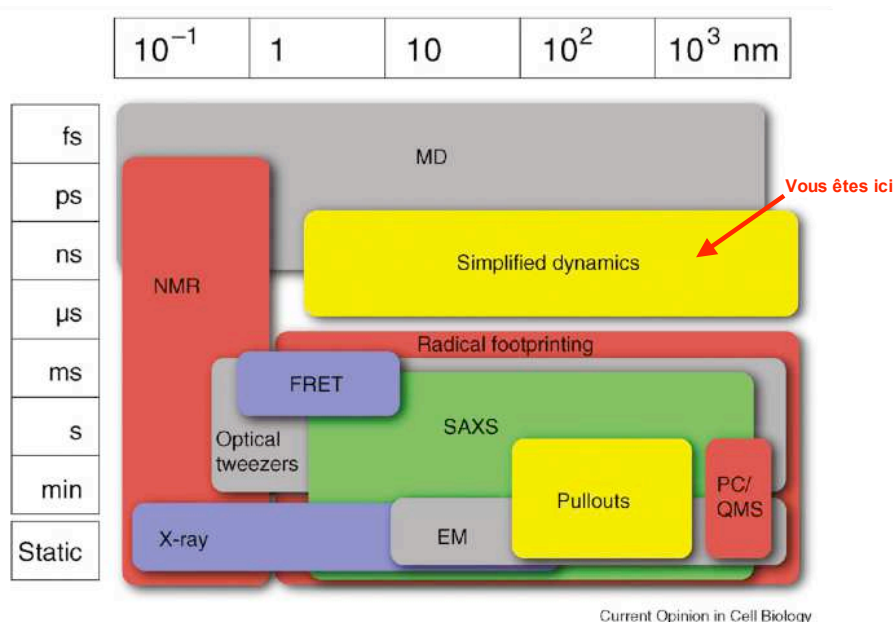 10⁻¹ 1 10 10² 10³ nm
fs
MD
ps
Vous êtes ici
ns
Simplified dynamics
NMR
µs
Radical footprinting
ms
FRET
s
SAXS
Optical
tweezers
min
Pullouts
PC/
QMS
Static
X-ray
EM
Current Opinion in Cell Biology